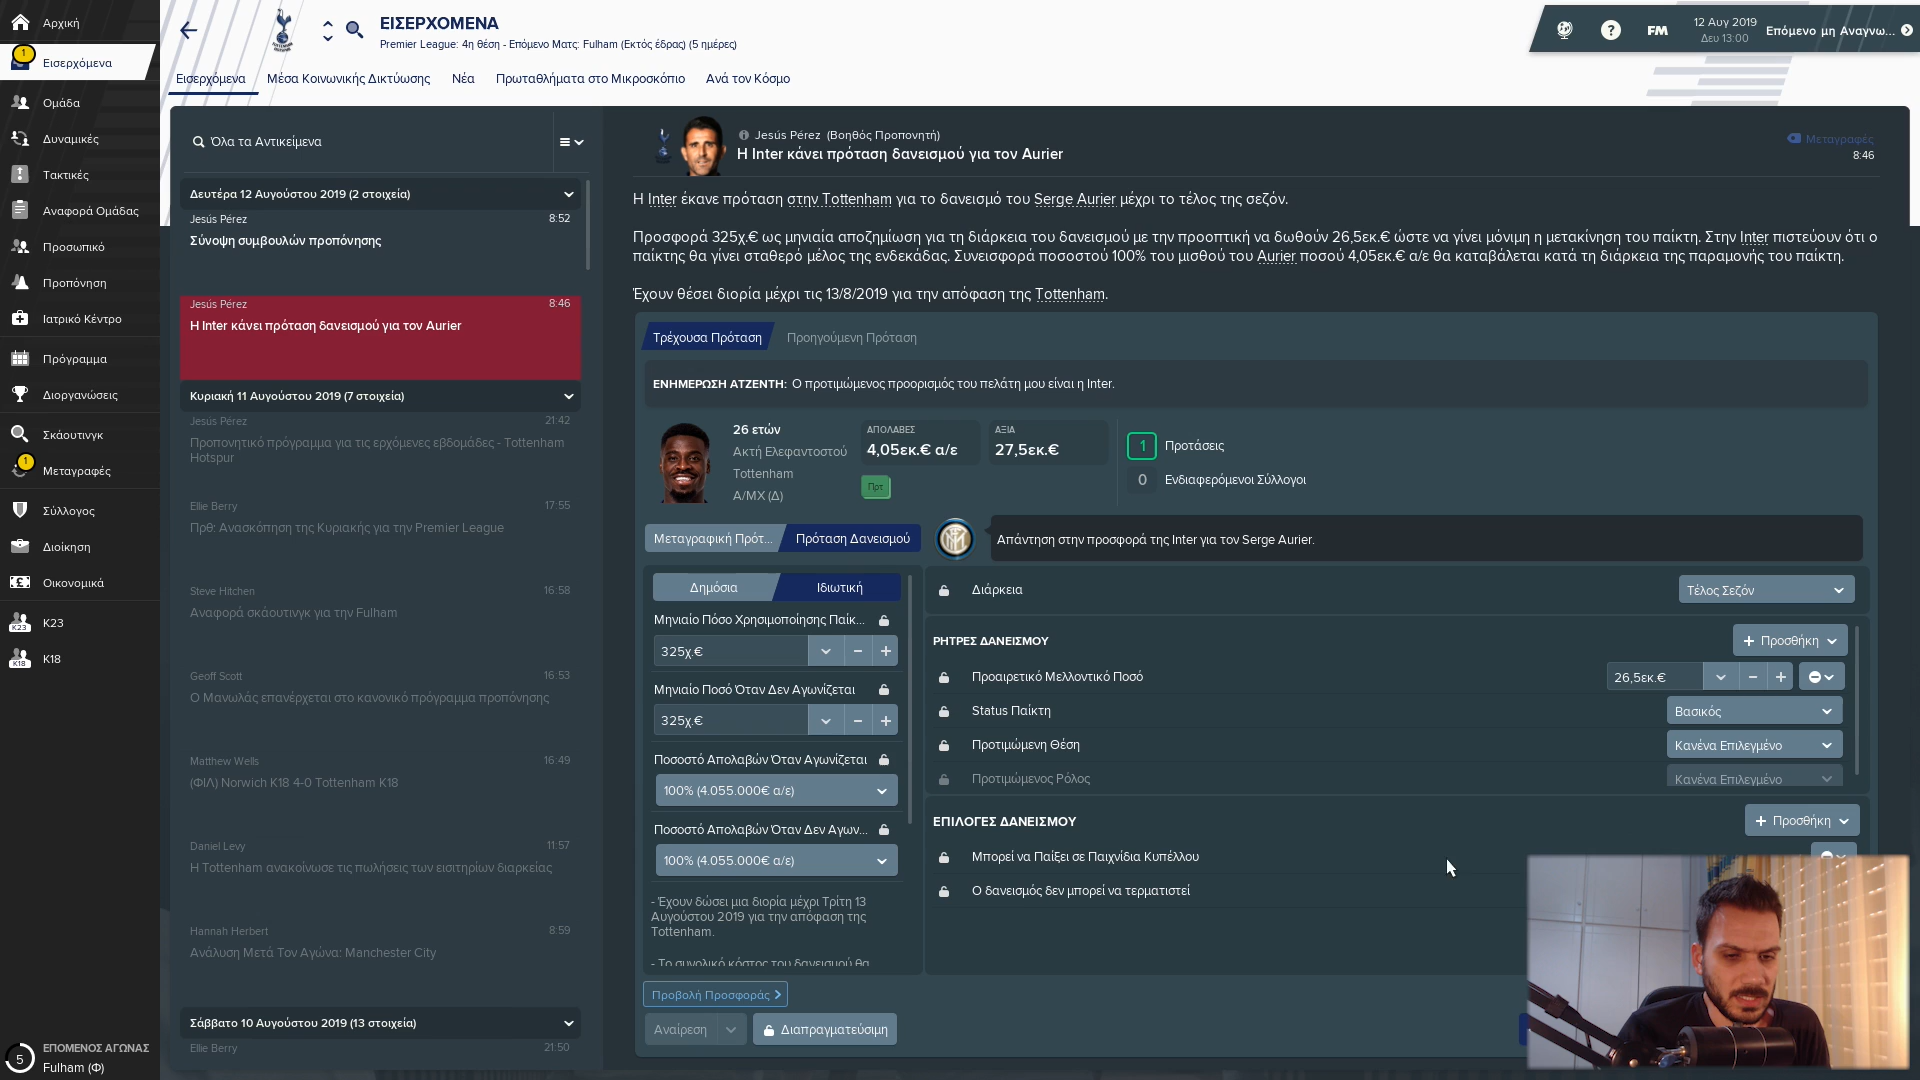 Αρχική
1
Εισερχόμενα
Ομάδα
Δυναμικές
Τακτικές
Αναφορά Ομάδας
Προσωπικό
Προπόνηση
Ιατρικό Κέντρο
Πρόγραμμα
Διοργανώσεις
Σκάουτινγκ
1
Μεταγραφές
Σύλλογος
Διοίκηση
Οικονομικά
K23
K23
K18
K18
5
ΕΠΟΜΕΝΟΣ ΑΓΩΝΑΣ
Fulham (Φ)
ΕΙΣΕΡΧΟΜΕΝΑ
Premier League: 4η θέση - Επόμενο Ματς: Fulham (Εκτός έδρας) (5 ημέρες)
12 Αυγ 2019
Δευ 13:00
Επόμενο μη Αναγνω...
?
FM
Εισερχόμενα Μέσα Κοινωνικής Δικτύωσης Νέα Πρωταθλήματα στο Μικροσκόπιο Ανά τον Κόσμο
Όλα τα Αντικείμενα
Δευτέρα 12 Αυγούστου 2019 (2 στοιχεία)
Jesús Pérez 8:52
Σύνοψη συμβουλών προπόνησης
Jesús Pérez 8:46
Η Inter κάνει πρόταση δανεισμού για τον Aurier
Κυριακή 11 Αυγούστου 2019 (7 στοιχεία)
Jesús Pérez 21:42
Προπονητικό πρόγραμμα για τις ερχόμενες εβδομάδες - Tottenham
Hotspur
Ellie Berry 17:55
Πρθ: Ανασκόπηση της Κυριακής για την Premier League
Steve Hitchen 16:58
Αναφορά σκάουτινγκ για την Fulham
Geoff Scott 16:53
Ο Μανωλάς επανέρχεται στο κανονικό πρόγραμμα προπόνησης
Matthew Wells 16:49
(ΦΙΛ) Norwich K18 4-0 Tottenham K18
Daniel Levy 11:57
Η Tottenham ανακοίνωσε τις πωλήσεις των εισιτηρίων διαρκείας
Hannah Herbert 8:59
Ανάλυση Μετά Τον Αγώνα: Manchester City
Σάββατο 10 Αυγούστου 2019 (13 στοιχεία)
Ellie Berry 21:50
Jesús Pérez (Βοηθός Προπονητή)
Η Inter κάνει πρόταση δανεισμού για τον Aurier
Μεταγραφές
8:46
Η Inter έκανε πρόταση στην Tottenham για το δανεισμό του Serge Aurier μέχρι το τέλος της σεζόν.
Προσφορά 325χ.€ ως μηνιαία αποζημίωση για τη διάρκεια του δανεισμού με την προοπτική να δωθούν 26,5εκ.€ ώστε να γίνει μόνιμη η μετακίνηση του παίκτη. Στην Inter πιστεύουν ότι ο
παίκτης θα γίνει σταθερό μέλος της ενδεκάδας. Συνεισφορά ποσοστού 100% του μισθού του Aurier ποσού 4,05εκ.€ α/ε θα καταβάλεται κατά τη διάρκεια της παραμονής του παίκτη.
Έχουν θέσει διορία μέχρι τις 13/8/2019 για την απόφαση της Tottenham.
Τρέχουσα Πρόταση Προηγούμενη Πρόταση
ΕΝΗΜΕΡΩΣΗ ΑΤΖΕΝΤΗ: Ο προτιμώμενος προορισμός του πελάτη μου είναι η Inter.
26 ετών
Ακτή Ελεφαντοστού
Tottenham
Α/ΜΧ (Δ)
ΑΠΟΛΑΒΕΣ
4,05εκ.€ α/ε
ΑΞΙΑ
27,5εκ.€
Πρτ
1 Προτάσεις
0 Ενδιαφερόμενοι Σύλλογοι
Μεταγραφική Πρότ... Πρόταση Δανεισμού
Απάντηση στην προσφορά της Inter για τον Serge Aurier.
Δημόσια Ιδιωτική
Μηνιαίο Πόσο Χρησιμοποίησης Παίκ...
325χ.€
Μηνιαίο Ποσό Όταν Δεν Αγωνίζεται
325χ.€
Ποσοστό Απολαβών Όταν Αγωνίζεται
100% (4.055.000€ α/ε)
Ποσοστό Απολαβών Όταν Δεν Αγων...
100% (4.055.000€ α/ε)
- Έχουν δώσει μια διορία μέχρι Τρίτη 13
Αυγούστου 2019 για την απόφαση της
Tottenham.
- Το συνολικό κόστος του δανεισμού θα
Διάρκεια Τέλος Σεζόν
ΡΗΤΡΕΣ ΔΑΝΕΙΣΜΟΥ Προσθήκη
Προαιρετικό Μελλοντικό Ποσό 26,5εκ.€
Status Παίκτη Βασικός
Προτιμώμενη Θέση Κανένα Επιλεγμένο
Προτιμώμενος Ρόλος Κανένα Επιλεγμένο
ΕΠΙΛΟΓΕΣ ΔΑΝΕΙΣΜΟΥ Προσθήκη
Μπορεί να Παίξει σε Παιχνίδια Κυπέλλου
Ο δανεισμός δεν μπορεί να τερματιστεί
Προβολή Προσφοράς
Αναίρεση Διαπραγματεύσιμη